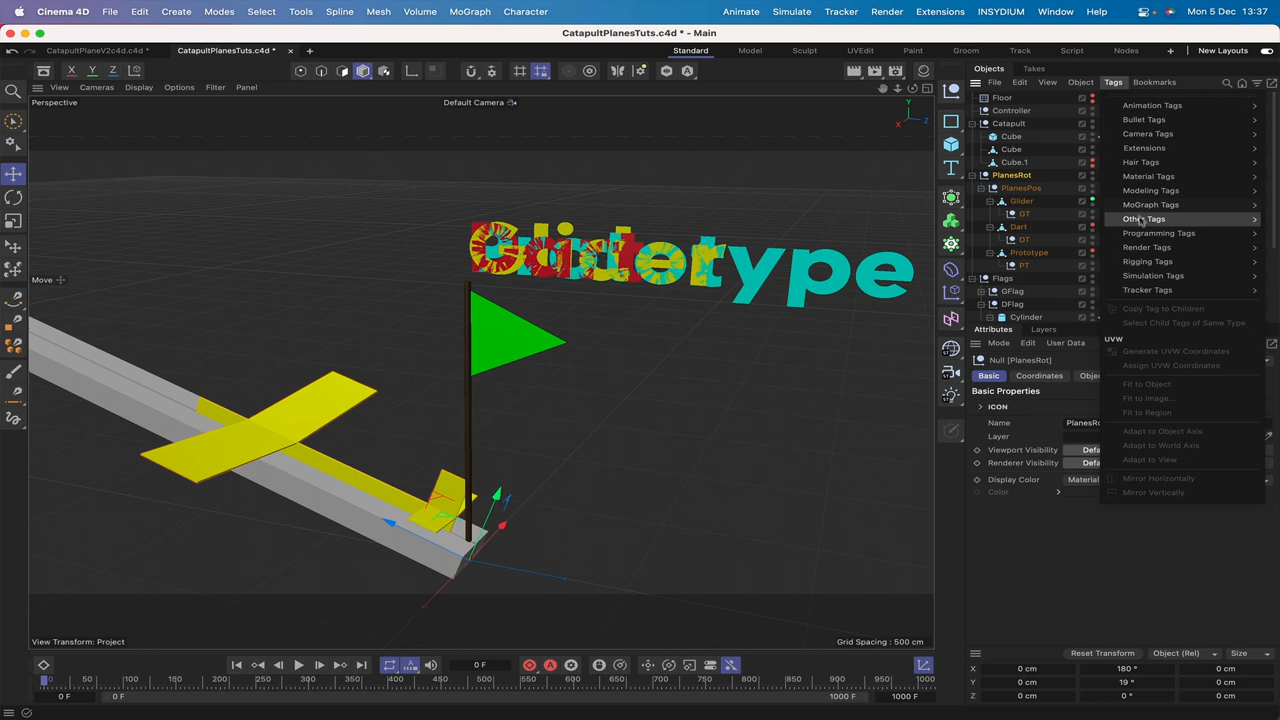 Cinema 4D File Edit Create Modes Select Tools Spline Mesh Volume MoGraph Character Animate Simulate Tracker Render Extensions INSYDIUM Window Help Mon 5 Dec 13:37
CatapultPlanesTuts.c4d * - Main
CatapultPlaneV2c4d.c4d * CatapultPlanesTuts.c4d * Standard Model Sculpt UVEdit Paint Groom Track Script Nodes New Layouts
X Y Z
Objects Takes
View Cameras Display Options Filter Panel
File Edit View Object Tags Bookmarks
Perspective
Default Camera
Y
X
Z
Floor
Controller
Catapult
Cube
Cube
Cube.1
PlanesRot
PlanesPos
Glider
GT
Dart
DT
Prototype
PT
Flags
GFlag
DFlag
Cylinder
Animation Tags
Bullet Tags
Camera Tags
Extensions
Hair Tags
Material Tags
Modeling Tags
MoGraph Tags
Other Tags
Programming Tags
Render Tags
Rigging Tags
Simulation Tags
Tracker Tags
Copy Tag to Children
Select Child Tags of Same Type
UVW
Generate UVW Coordinates
Assign UVW Coordinates
Fit to Object
Fit to Image...
Fit to Region
Adapt to Object Axis
Adapt to World Axis
Adapt to View
Mirror Horizontally
Mirror Vertically
Move
Attributes Layers
Mode Edit User Data
Null [PlanesRot]
Basic Coordinates Obje
Basic Properties
ICON
Name PlanesRo
Layer
Viewport Visibility Defa
Renderer Visibility Defa
Display Color Material
Color
View Transform: Project
Grid Spacing : 500 cm
Reset Transform Object (Rel) Size
X 0 cm 180 ° 0 cm
Y 0 cm 19 ° 0 cm
Z 0 cm 0 ° 0 cm
0 F
0 50 100 150 200 250 300 350 400 450 500 550 600 650 700 750 800 850 900 950 1000
0 F 0 F 1000 F 1000 F